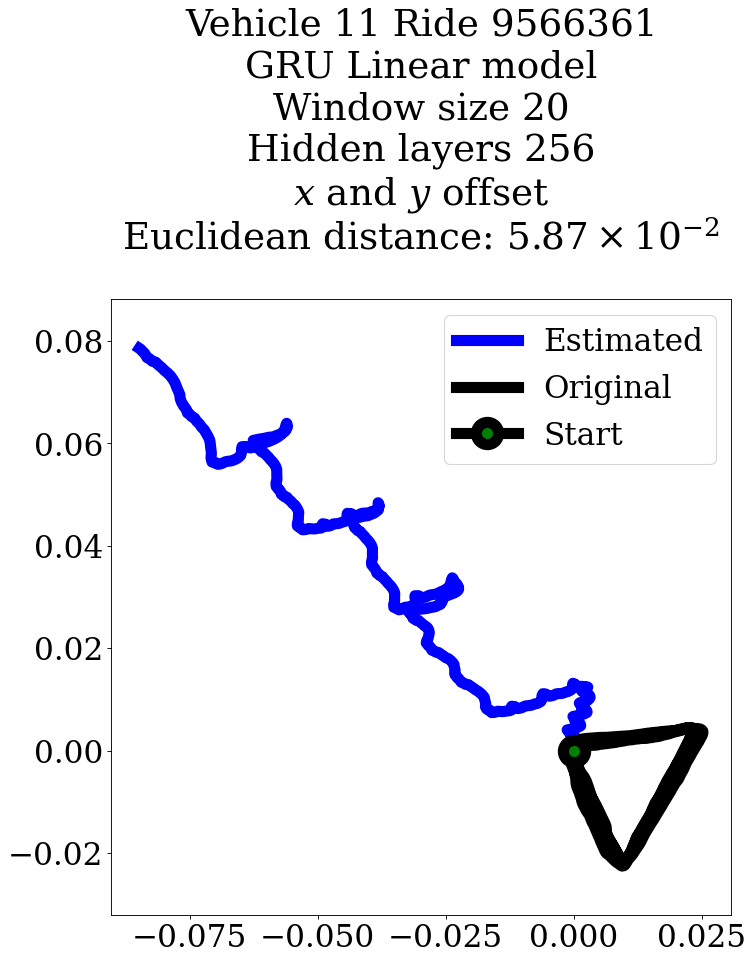 Vehicle 11 Ride 9566361
GRU Linear model
Window size 20
Hidden layers 256
x and y offset
Euclidean distance: 5.87 × 10⁻²
Estimated
Original
Start
0.08
0.06
0.04
0.02
0.00
−0.02
−0.075 −0.050 −0.025 0.000 0.025